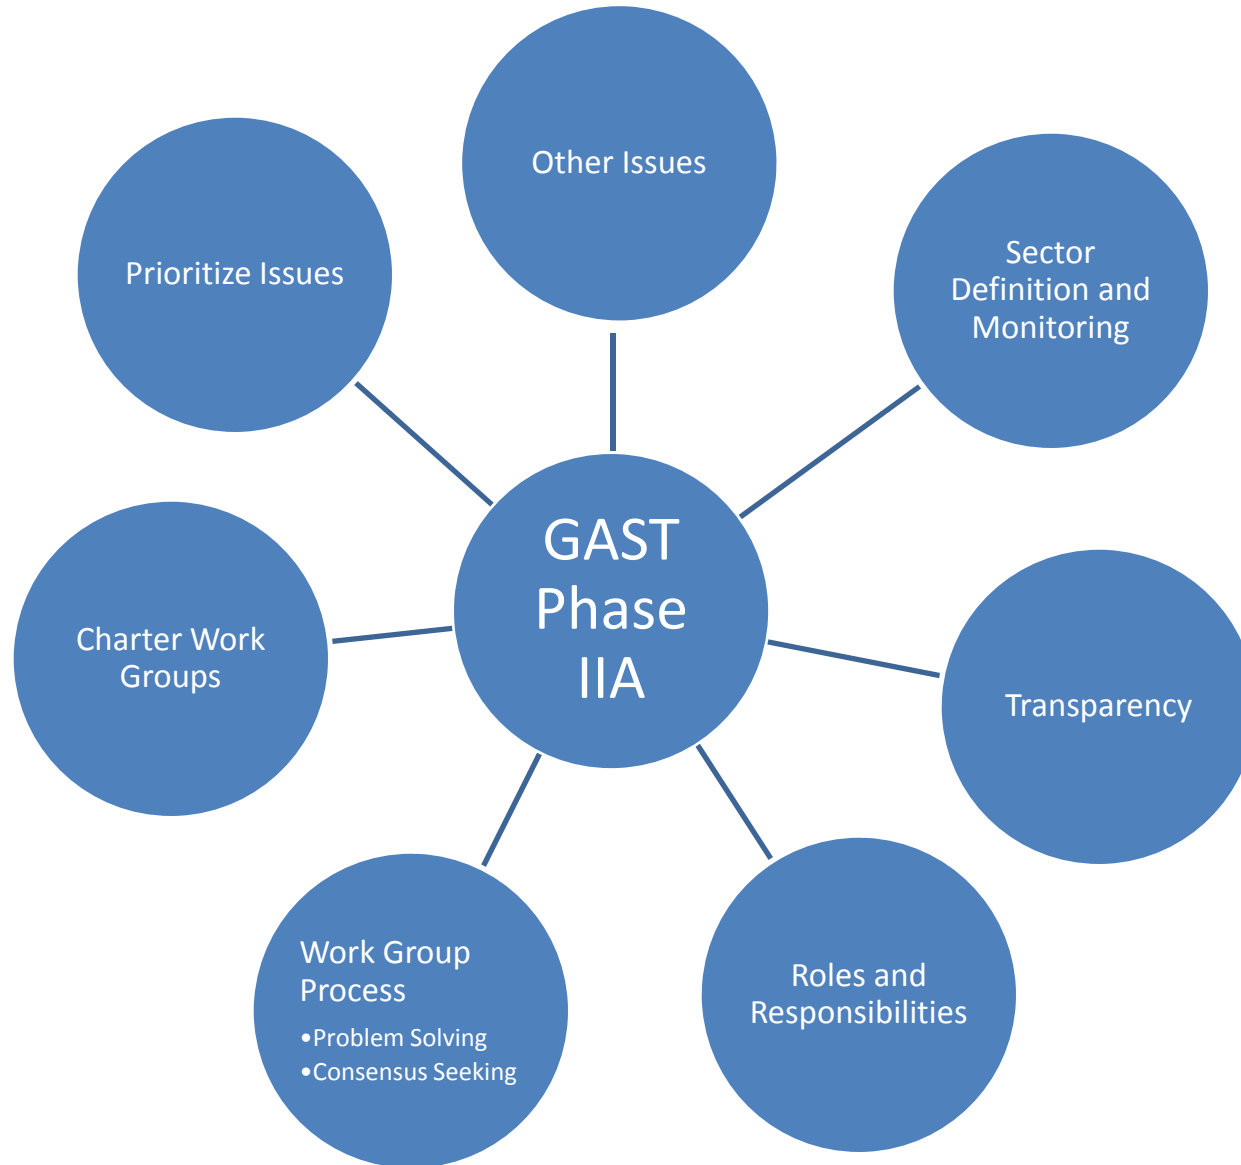 Other Issues
Prioritize Issues
Sector
Definition and
Monitoring
GAST
Phase
IIA
Charter Work
Groups
Transparency
Work Group
Process
•Problem Solving
•Consensus Seeking
Roles and
Responsibilities